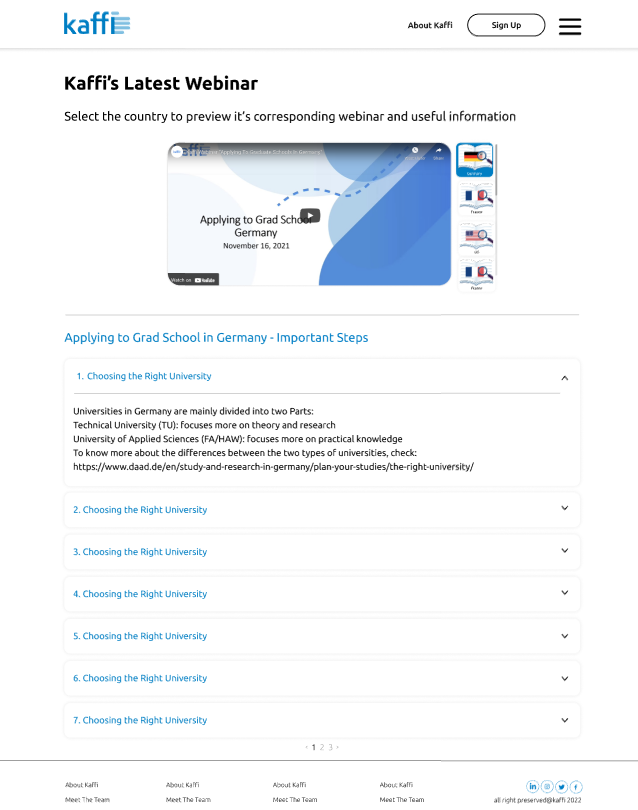 kaffi
About Kaffi
Sign Up
Kaffi's Latest Webinar
Select the country to preview it's corresponding webinar and useful information
"Applying To Graduate Schools In Germany"
Share
Applying to Grad School
Germany
November 16, 2021
Watch on YouTube
Germany
France
US
France
Applying to Grad School in Germany - Important Steps
1. Choosing the Right University
Universities in Germany are mainly divided into two Parts:
Technical University (TU): focuses more on theory and research
University of Applied Sciences (FA/HAW): focuses more on practical knowledge
To know more about the differences between the two types of universities, check:
https://www.daad.de/en/study-and-research-in-germany/plan-your-studies/the-right-university/
2. Choosing the Right University
3. Choosing the Right University
4. Choosing the Right University
5. Choosing the Right University
6. Choosing the Right University
7. Choosing the Right University
‹ 1 2 3 ›
About Kaffi About Kaffi About Kaffi About Kaffi
Meet The Team Meet The Team Meet The Team Meet The Team
all right preserved@kaffi 2022